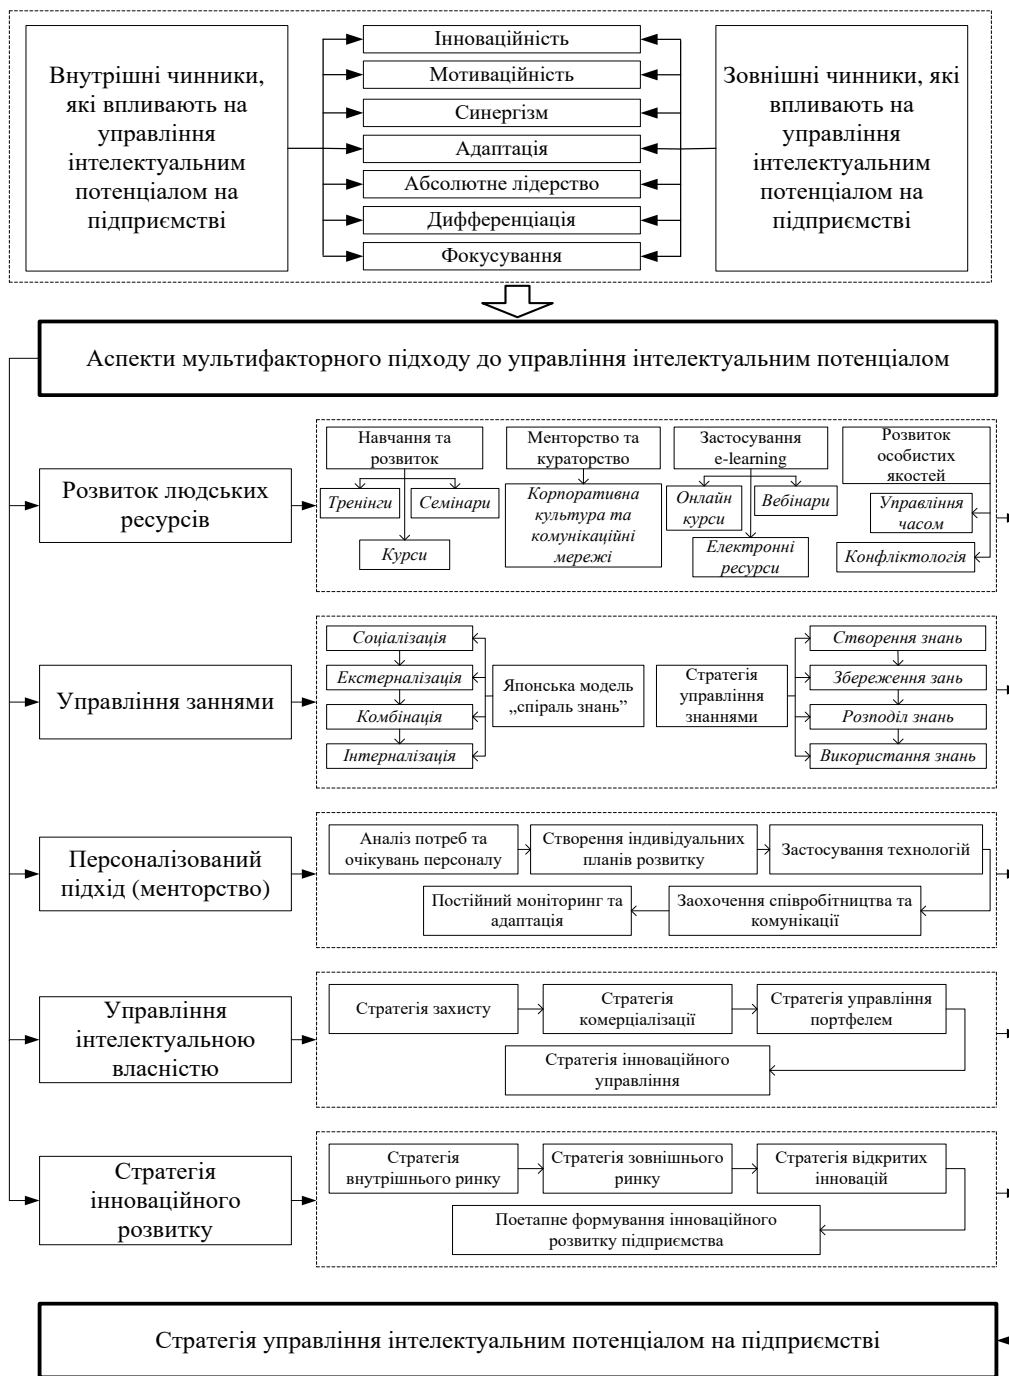 Внутрішні чинники,
які впливають на
управління
інтелектуальним
потенціалом на
підприємстві
Інноваційність
Мотиваційність
Синергізм
Адаптація
Абсолютне лідерство
Дифференціація
Фокусування
Зовнішні чинники, які
впливають на
управління
інтелектуальним
потенціалом на
підприємстві
Аспекти мультифакторного підходу до управління інтелектуальним потенціалом
Розвиток людських
ресурсів
Навчання та
розвиток
Тренінги
Семінари
Курси
Менторство та
кураторство
Корпоративна
культура та
комунікаційні
мережі
Застосування
e-learning
Онлайн
курси
Вебінари
Електронні
ресурси
Розвиток
особистих
якостей
Управління
часом
Конфліктологія
Управління заннями
Соціалізація
Екстерналізація
Комбінація
Інтерналізація
Японська модель
„спіраль знань”
Стратегія
управління
знаннями
Створення знань
Збереження зань
Розподіл знань
Використання знань
Персоналізований
підхід (менторство)
Аналіз потреб та
очікувань персоналу
Створення індивідуальних
планів розвитку
Застосування технологій
Постійний моніторинг та
адаптація
Заохочення співробітництва та
комунікації
Управління
інтелектуальною
власністю
Стратегія захисту
Стратегія
комерціалізації
Стратегія управління
портфелем
Стратегія інноваційного
управління
Стратегія
інноваційного
розвитку
Стратегія
внутрішнього ринку
Стратегія зовнішнього
ринку
Стратегія відкритих
інновацій
Поетапне формування інноваційного
розвитку підприємства
Стратегія управління інтелектуальним потенціалом на підприємстві